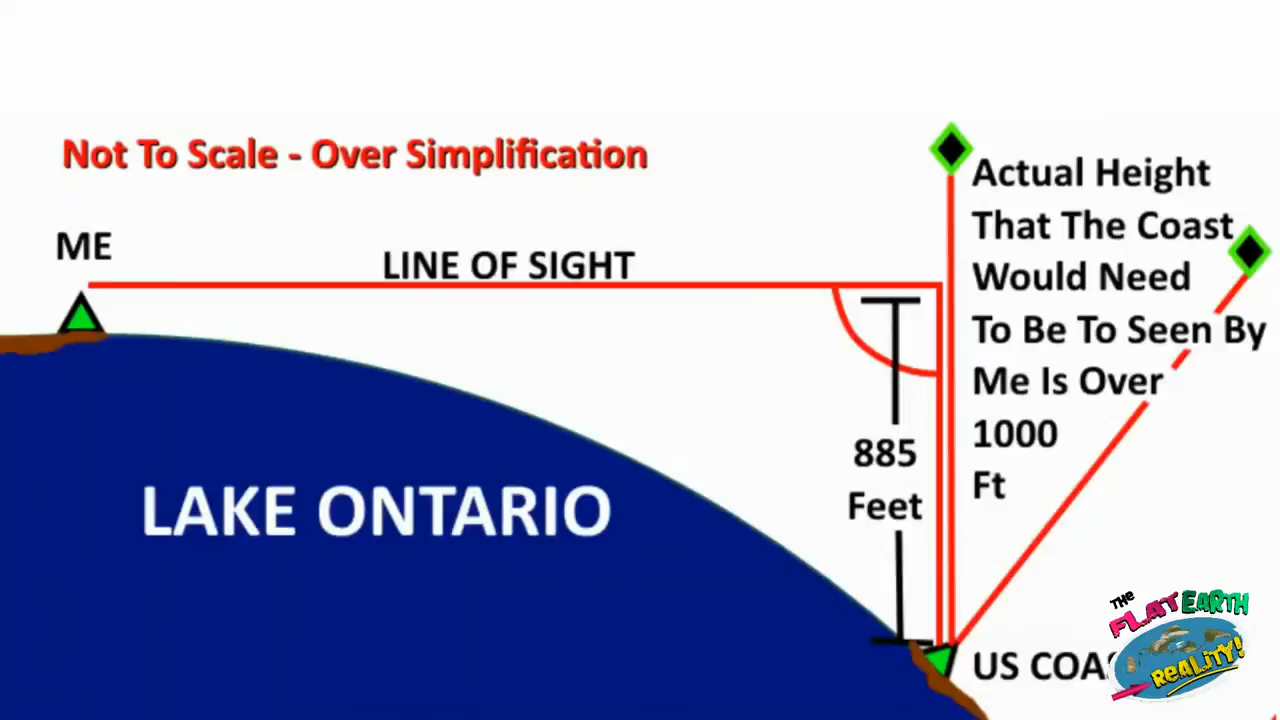 Not To Scale - Over Simplification
ME
LINE OF SIGHT
Actual Height
That The Coast
Would Need
To Be To Seen By
Me Is Over
1000
Ft
885
Feet
LAKE ONTARIO
US
THE
FLAT EARTH
REALITY!